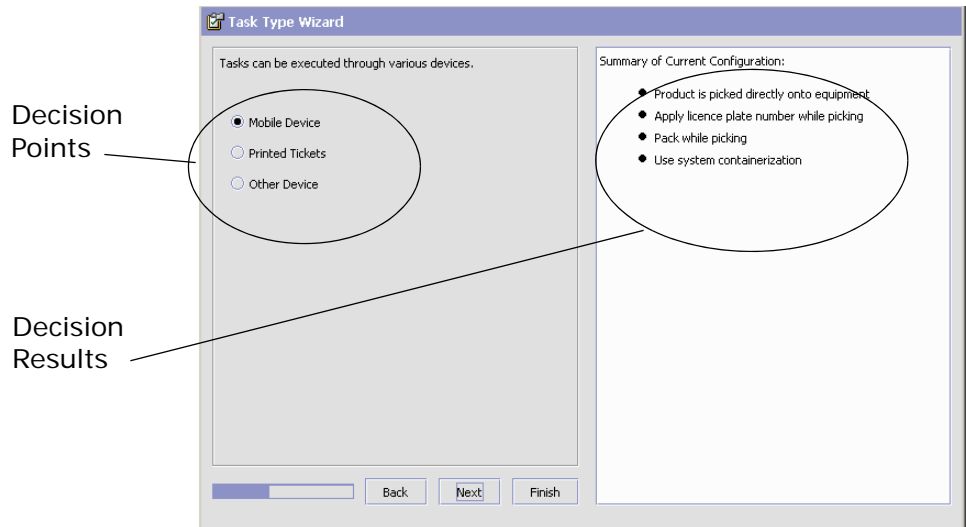 Task Type Wizard
Tasks can be executed through various devices.
Mobile Device
Printed Tickets
Other Device
Summary of Current Configuration:
Product is picked directly onto equipment
Apply licence plate number while picking
Pack while picking
Use system containerization
Decision
Points
Decision
Results
Back
Next
Finish